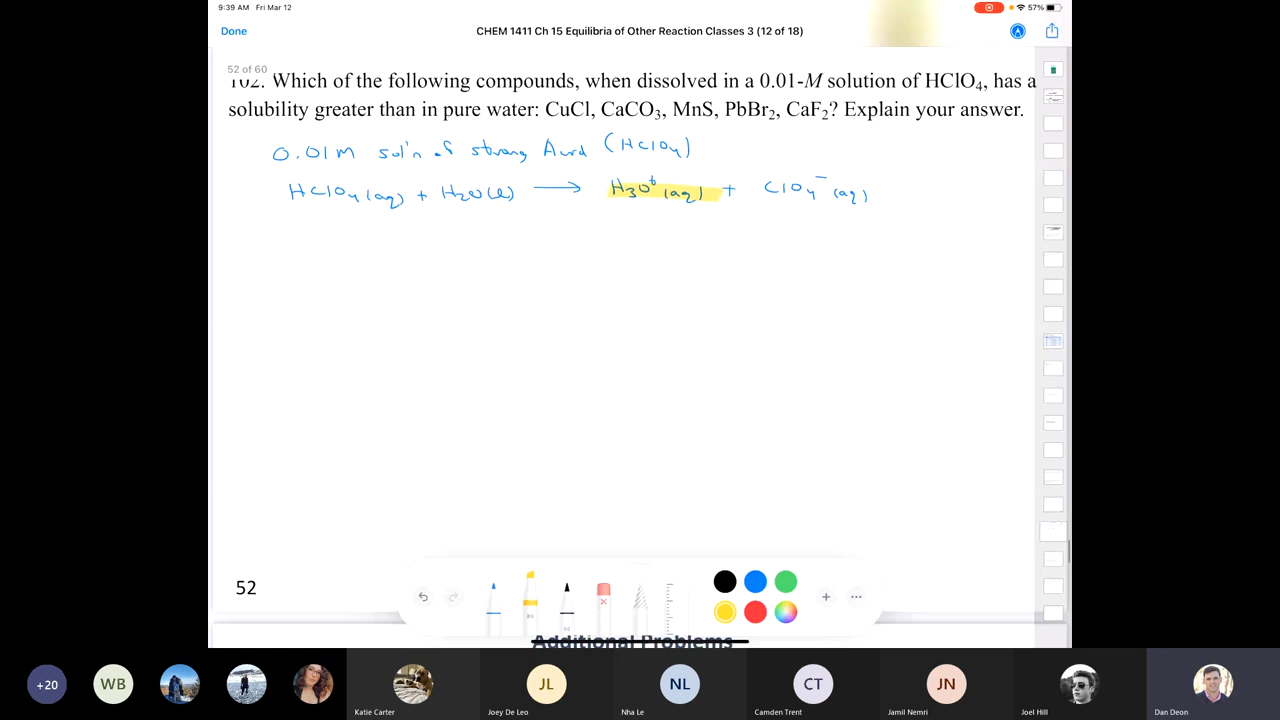 9:39 AM Fri Mar 12
57%
Done
CHEM 1411 Ch 15 Equilibria of Other Reaction Classes 3 (12 of 18)
52 of 60
102. Which of the following compounds, when dissolved in a 0.01-M solution of HClO₄, has a
solubility greater than in pure water: CuCl, CaCO₃, MnS, PbBr₂, CaF₂? Explain your answer.
0.01M sol'n of strong Acid (HClO₄)
HClO₄(aq) + H₂O(l) → H₃O⁺(aq) + ClO₄⁻(aq)
52
Additional Problems
+20
WB
JL
NL
CT
JN
Katie Carter
Joey De Leo
Nha Le
Camden Trent
Jamil Nemri
Joel Hill
Dan Deon